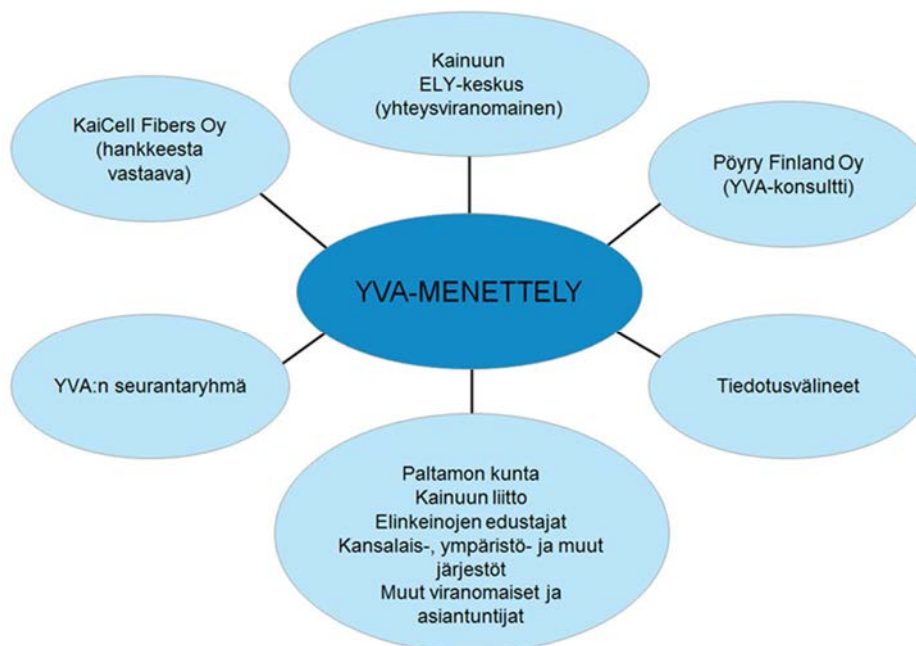 Kainuun
ELY-keskus
(yhteysviranomainen)
KaiCell Fibers Oy
(hankkeesta
vastaava)
Pöyry Finland Oy
(YVA-konsultti)
YVA-MENETTELY
YVA:n seurantaryhmä
Tiedotusvälineet
Paltamon kunta
Kainuun liitto
Elinkeinojen edustajat
Kansalais-, ympäristö- ja muut
järjestöt
Muut viranomaiset ja
asiantuntijat